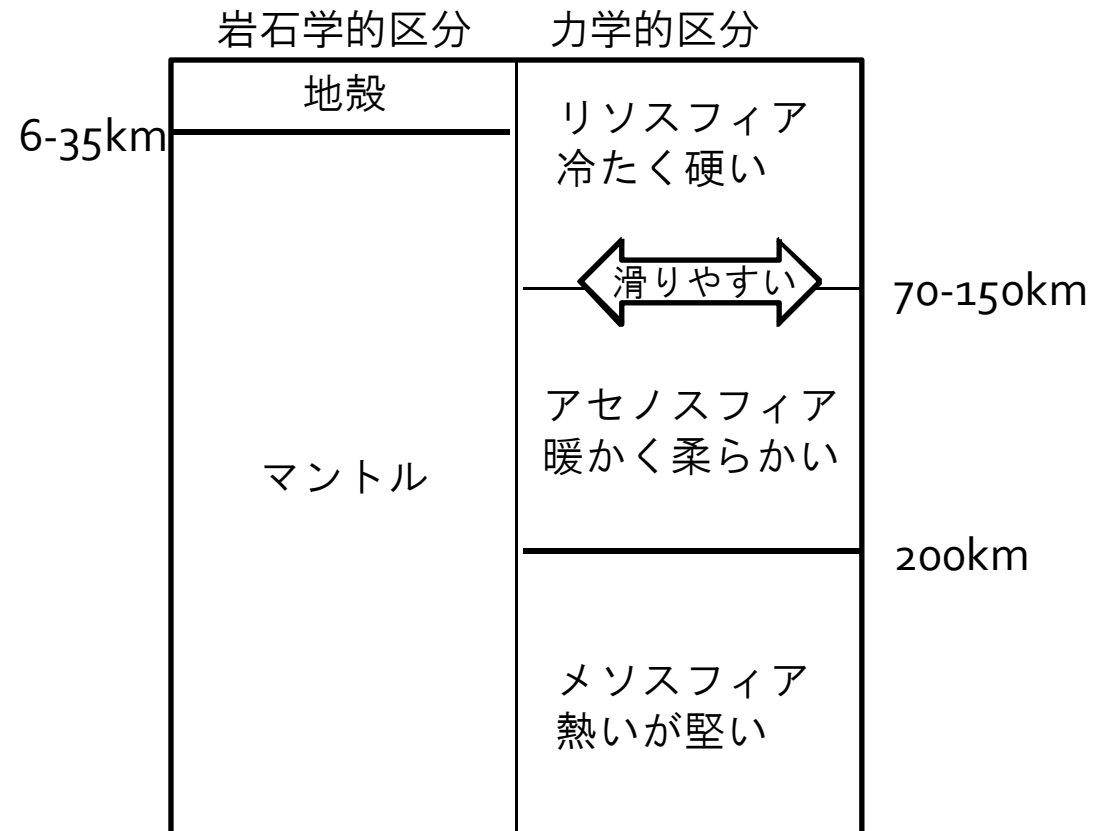 岩石学的区分
力学的区分
地殻
6-35km
リソスフィア
冷たく硬い
滑りやすい
70-150km
アセノスフィア
暖かく柔らかい
マントル
200km
メソスフィア
熱いが堅い